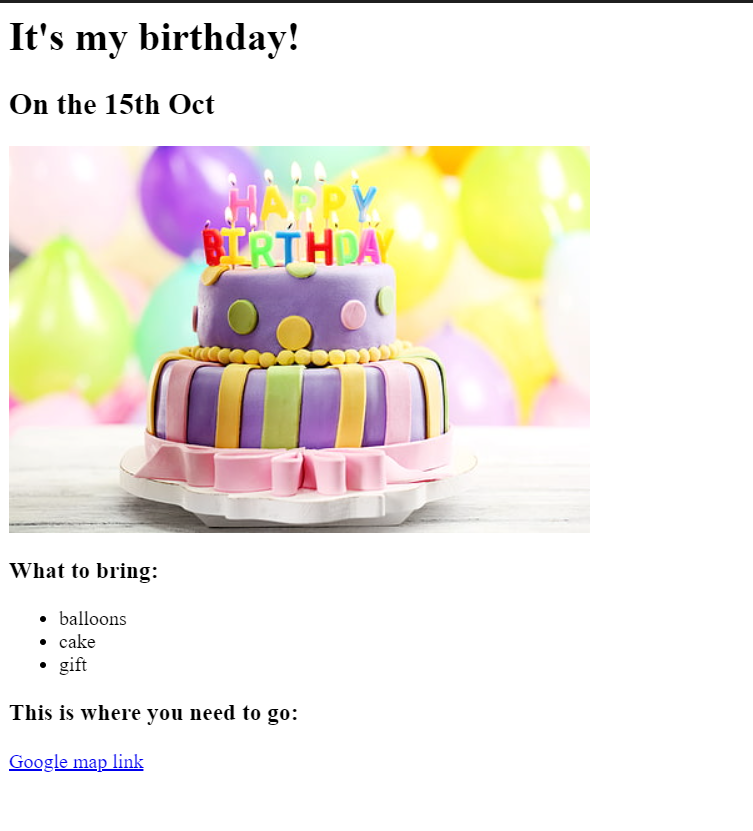 It's my birthday!
On the 15th Oct
HAPPY
BIRTHDAY
What to bring:
balloons
cake
gift
This is where you need to go:
Google map link